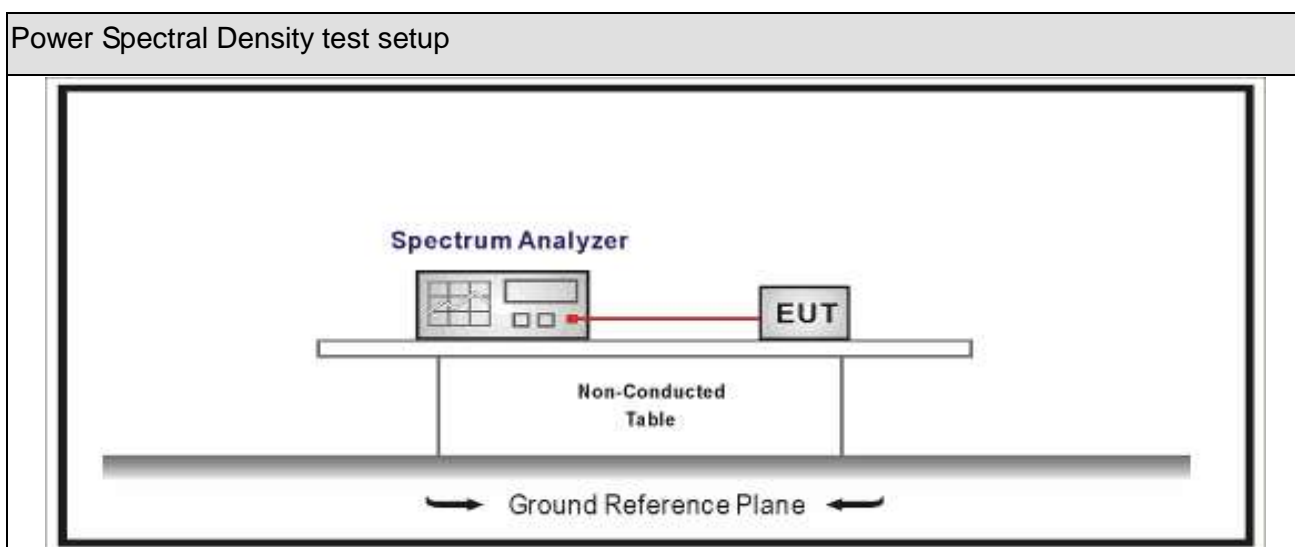 Power Spectral Density test setup
Spectrum Analyzer
EUT
Non-Conducted
Table
Ground Reference Plane